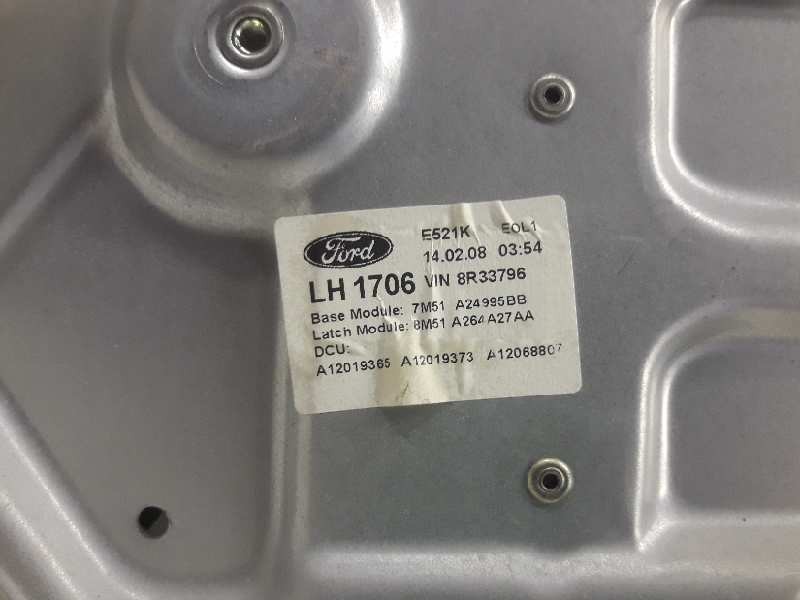 Ford
E521K EOL1
14.02.08 03:54
LH 1706 VIN 8R33796
Base Module: 7M51 A24995BB
Latch Module: 8M51 A264A27AA
DCU:
A12019365 A12019373 A12068807